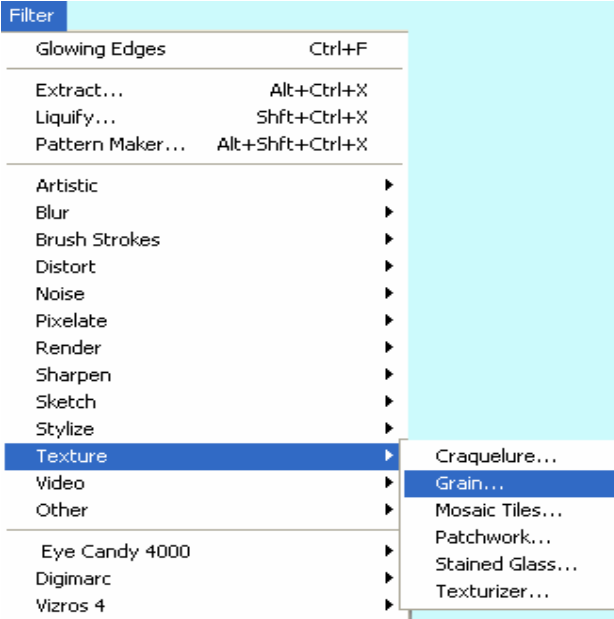 Filter
Glowing Edges Ctrl+F
Extract... Alt+Ctrl+X
Liquify... Shft+Ctrl+X
Pattern Maker... Alt+Shft+Ctrl+X
Artistic
Blur
Brush Strokes
Distort
Noise
Pixelate
Render
Sharpen
Sketch
Stylize
Texture
Video
Other
Eye Candy 4000
Digimarc
Vizros 4
Craquelure...
Grain...
Mosaic Tiles...
Patchwork...
Stained Glass...
Texturizer...